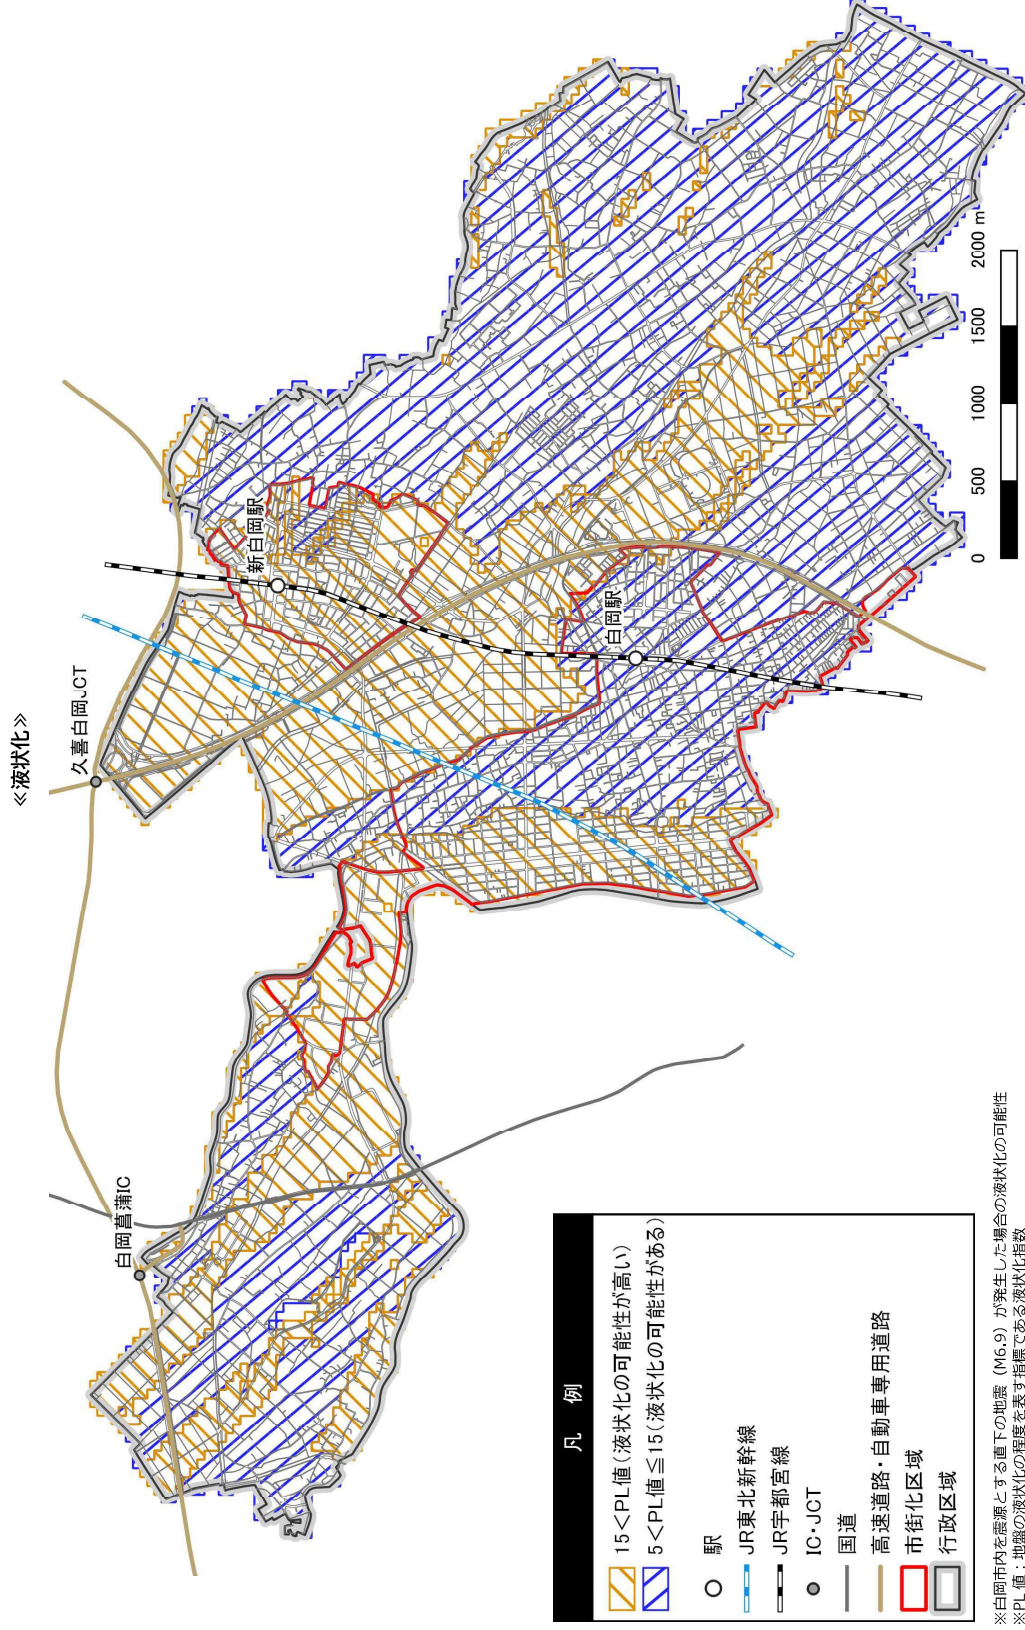 ≪液状化≫
久喜白岡JCT
新白岡駅
白岡駅
白岡菖蒲IC
0 500 1000 1500 2000 m
凡 例
15＜PL値(液状化の可能性が高い)
5＜PL値≦15(液状化の可能性がある)
駅
JR東北新幹線
JR宇都宮線
IC・JCT
国道
高速道路・自動車専用道路
市街化区域
行政区域
※白岡市内を震源とする直下の地震（M6.9）が発生した場合の液状化の可能性
※PL 値：地盤の液状化の程度を表す指標である液状化指数